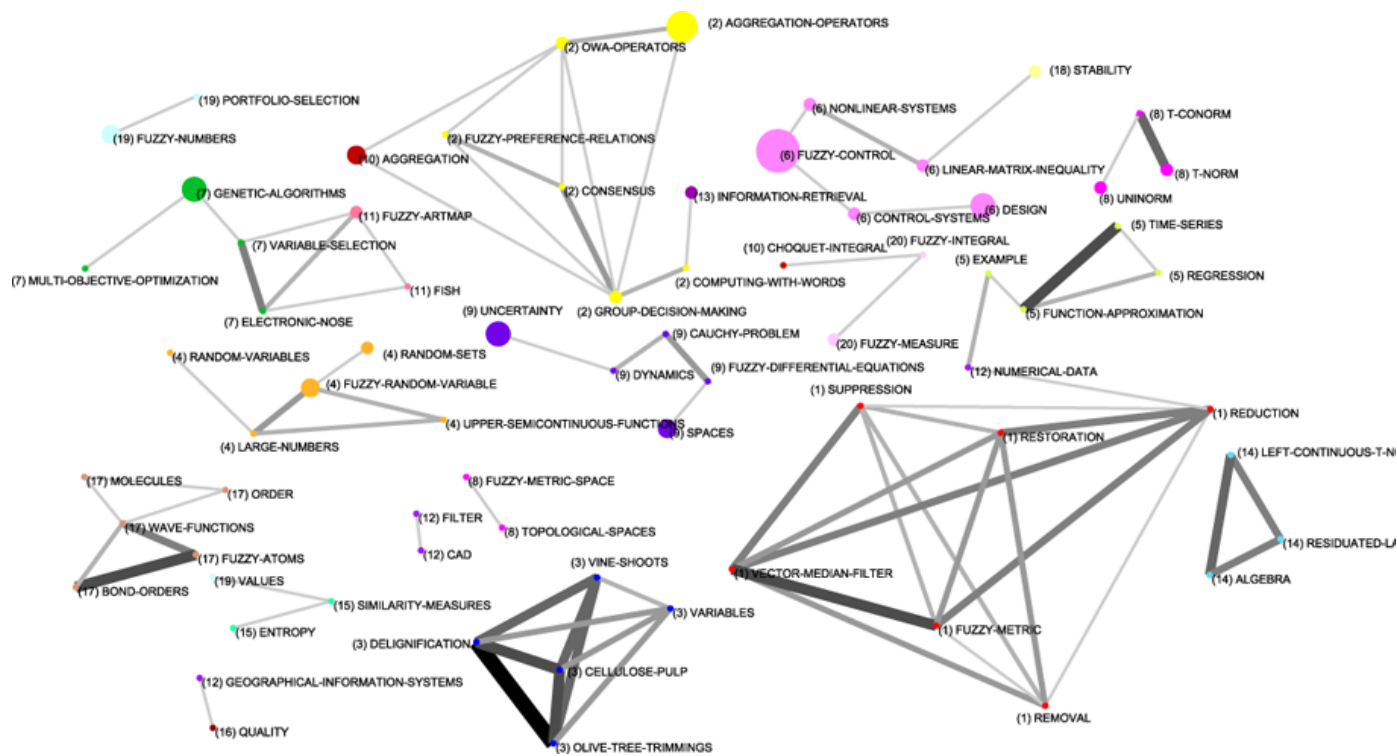 (2) AGGREGATION-OPERATORS
(2) OWA-OPERATORS
(18) STABILITY
(19) PORTFOLIO-SELECTION
(6) NONLINEAR-SYSTEMS
(8) T-CONORM
(19) FUZZY-NUMBERS
(2) FUZZY-PREFERENCE-RELATIONS
(10) AGGREGATION
(6) FUZZY-CONTROL
(6) LINEAR-MATRIX-INEQUALITY
(8) T-NORM
(7) GENETIC-ALGORITHMS
(2) CONSENSUS
(13) INFORMATION-RETRIEVAL
(8) UNINORM
(11) FUZZY-ARTMAP
(6) CONTROL-SYSTEMS
(6) DESIGN
(5) TIME-SERIES
(7) VARIABLE-SELECTION
(10) CHOQUET-INTEGRAL
(20) FUZZY-INTEGRAL
(5) EXAMPLE
(7) MULTI-OBJECTIVE-OPTIMIZATION
(2) COMPUTING-WITH-WORDS
(5) REGRESSION
(11) FISH
(9) UNCERTAINTY
(2) GROUP-DECISION-MAKING
(5) FUNCTION-APPROXIMATION
(7) ELECTRONIC-NOSE
(9) CAUCHY-PROBLEM
(20) FUZZY-MEASURE
(4) RANDOM-VARIABLES
(4) RANDOM-SETS
(9) DYNAMICS
(9) FUZZY-DIFFERENTIAL-EQUATIONS
(12) NUMERICAL-DATA
(4) FUZZY-RANDOM-VARIABLE
(1) SUPPRESSION
(1) REDUCTION
(4) UPPER-SEMICONTINUOUS-FUNCTIONS
(9) SPACES
(1) RESTORATION
(4) LARGE-NUMBERS
(14) LEFT-CONTINUOUS-T-NO
(17) MOLECULES
(17) ORDER
(8) FUZZY-METRIC-SPACE
(12) FILTER
(17) WAVE-FUNCTIONS
(8) TOPOLOGICAL-SPACES
(14) RESIDUATED-LA
(12) CAD
(17) FUZZY-ATOMS
(3) VINE-SHOOTS
(1) VECTOR-MEDIAN-FILTER
(14) ALGEBRA
(19) VALUES
(17) BOND-ORDERS
(15) SIMILARITY-MEASURES
(3) VARIABLES
(15) ENTROPY
(1) FUZZY-METRIC
(3) DELIGNIFICATION
(3) CELLULOSE-PULP
(12) GEOGRAPHICAL-INFORMATION-SYSTEMS
(1) REMOVAL
(16) QUALITY
(3) OLIVE-TREE-TRIMMINGS